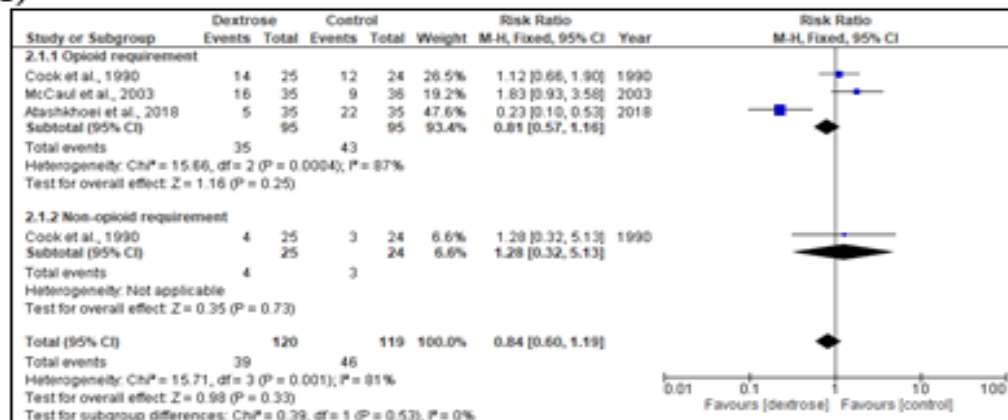 Dextrose Control Risk Ratio Risk Ratio
Study or Subgroup Events Total Events Total Weight M-H, Fixed, 95% CI Year M-H, Fixed, 95% CI
2.1.1 Opioid requirement
Cook et al., 1990 14 25 12 24 26.5% 1.12 [0.66, 1.90] 1990
McCaul et al., 2003 16 35 9 36 19.2% 1.83 [0.93, 3.58] 2003
Atashkhoei et al., 2018 5 35 22 35 47.6% 0.23 [0.10, 0.53] 2018
Subtotal (95% CI) 95 95 93.4% 0.81 [0.57, 1.16]
Total events 35 43
Heterogeneity: Chi² = 15.66, df = 2 (P = 0.0004); I² = 87%
Test for overall effect: Z = 1.16 (P = 0.25)
2.1.2 Non-opioid requirement
Cook et al., 1990 4 25 3 24 6.6% 1.28 [0.32, 5.13] 1990
Subtotal (95% CI) 25 24 6.6% 1.28 [0.32, 5.13]
Total events 4 3
Heterogeneity: Not applicable
Test for overall effect: Z = 0.35 (P = 0.73)
Total (95% CI) 120 119 100.0% 0.84 [0.60, 1.19]
Total events 39 46
Heterogeneity: Chi² = 15.71, df = 3 (P = 0.001); I² = 81%
Test for overall effect: Z = 0.98 (P = 0.33)
Test for subgroup differences: Chi² = 0.39, df = 1 (P = 0.53), I² = 0%
0.01 0.1 1 10 100
Favours [dextrose] Favours [control]